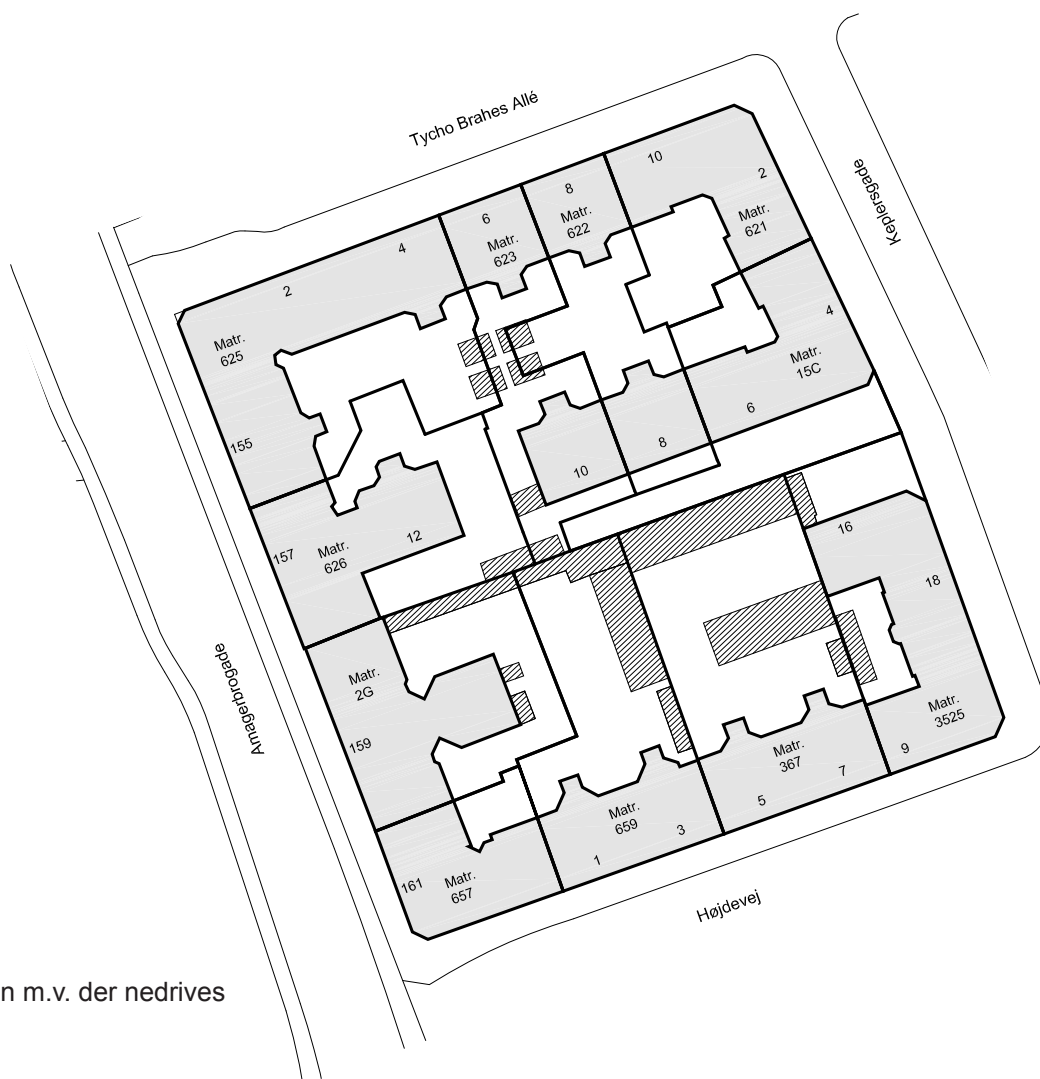 Tycho Brahes Allé
Keplersgade
10
2
Matr.
621
8
Matr.
622
6
Matr.
623
4
2
Matr.
625
155
4
Matr.
15C
6
8
10
157
Matr.
626
12
16
18
Matr.
3525
9
Matr.
2G
159
Amagerbrogade
Matr.
367
7
5
Matr.
659
3
1
161
Matr.
657
Højdevej
n m.v. der nedrives